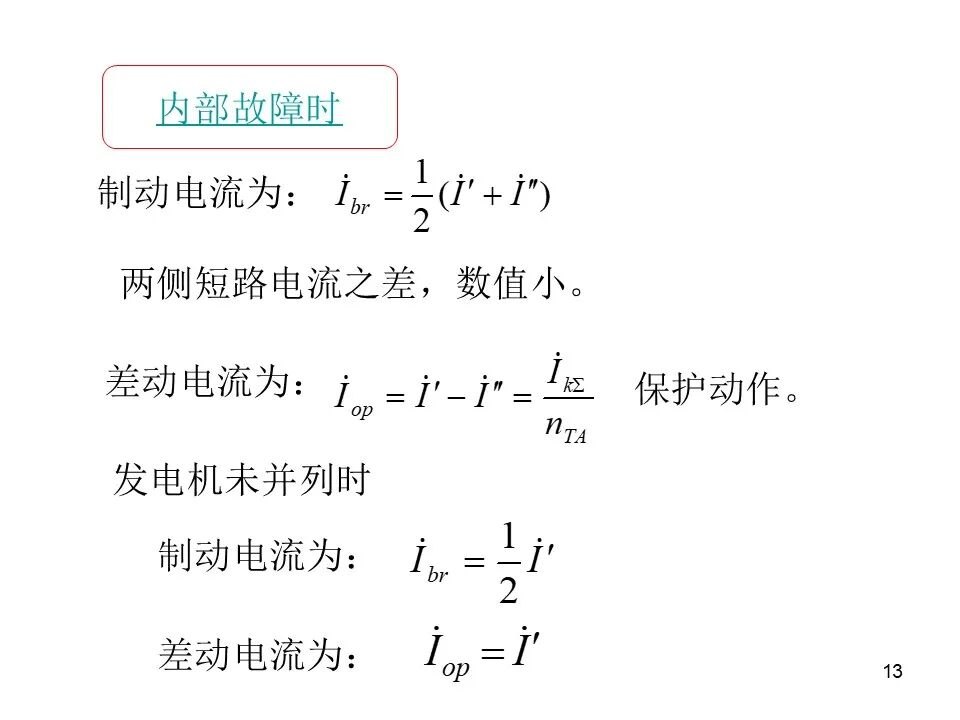 内部故障时
制动电流为： İ_br = 1/2 (İ′ + İ″)
两侧短路电流之差，数值小。
差动电流为： İ_op = İ′ − İ″ = İ_kΣ / n_TA 保护动作。
发电机未并列时
制动电流为： İ_br = 1/2 İ′
差动电流为： İ_op = İ′
13